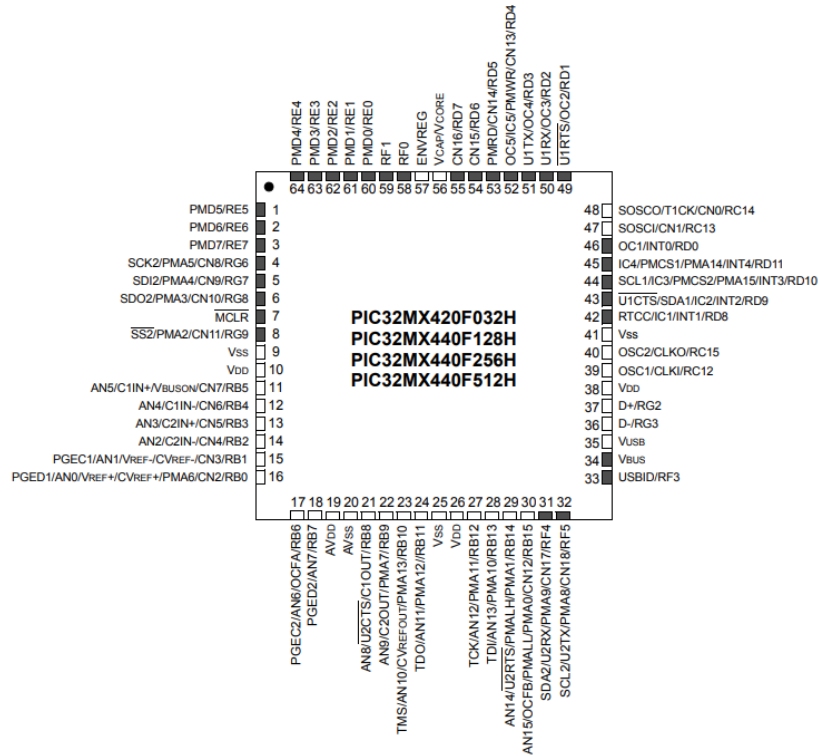 PMD4/RE4
PMD3/RE3
PMD2/RE2
PMD1/RE1
PMD0/RE0
RF1
RF0
ENVREG
VCAP/VCORE
CN16/RD7
CN15/RD6
PMRD/CN14/RD5
OC5/IC5/PMWR/CN13/RD4
U1TX/OC4/RD3
U1RX/OC3/RD2
U1RTS/OC2/RD1
64 63 62 61 60 59 58 57 56 55 54 53 52 51 50 49
PMD5/RE5 1
PMD6/RE6 2
PMD7/RE7 3
SCK2/PMA5/CN8/RG6 4
SDI2/PMA4/CN9/RG7 5
SDO2/PMA3/CN10/RG8 6
MCLR 7
SS2/PMA2/CN11/RG9 8
VSS 9
VDD 10
AN5/C1IN+/VBUSON/CN7/RB5 11
AN4/C1IN-/CN6/RB4 12
AN3/C2IN+/CN5/RB3 13
AN2/C2IN-/CN4/RB2 14
PGEC1/AN1/VREF-/CVREF-/CN3/RB1 15
PGED1/AN0/VREF+/CVREF+/PMA6/CN2/RB0 16
PIC32MX420F032H
PIC32MX440F128H
PIC32MX440F256H
PIC32MX440F512H
48 SOSCO/T1CK/CN0/RC14
47 SOSCI/CN1/RC13
46 OC1/INT0/RD0
45 IC4/PMCS1/PMA14/INT4/RD11
44 SCL1/IC3/PMCS2/PMA15/INT3/RD10
43 U1CTS/SDA1/IC2/INT2/RD9
42 RTCC/IC1/INT1/RD8
41 Vss
40 OSC2/CLKO/RC15
39 OSC1/CLKI/RC12
38 VDD
37 D+/RG2
36 D-/RG3
35 VUSB
34 VBUS
33 USBID/RF3
17 18 19 20 21 22 23 24 25 26 27 28 29 30 31 32
PGEC2/AN6/OCFA/RB6
PGED2/AN7/RB7
AVDD
AVSS
AN8/U2CTS/C1OUT/RB8
AN9/C2OUT/PMA7/RB9
TMS/AN10/CVREFOUT/PMA13/RB10
TDO/AN11/PMA12//RB11
VSS
VDD
TCK/AN12/PMA11/RB12
TDI/AN13/PMA10/RB13
AN14/U2RTS/PMALH/PMA1/RB14
AN15/OCFB/PMALL/PMA0/CN12/RB15
SDA2/U2RX/PMA9/CN17/RF4
SCL2/U2TX/PMA8/CN18/RF5